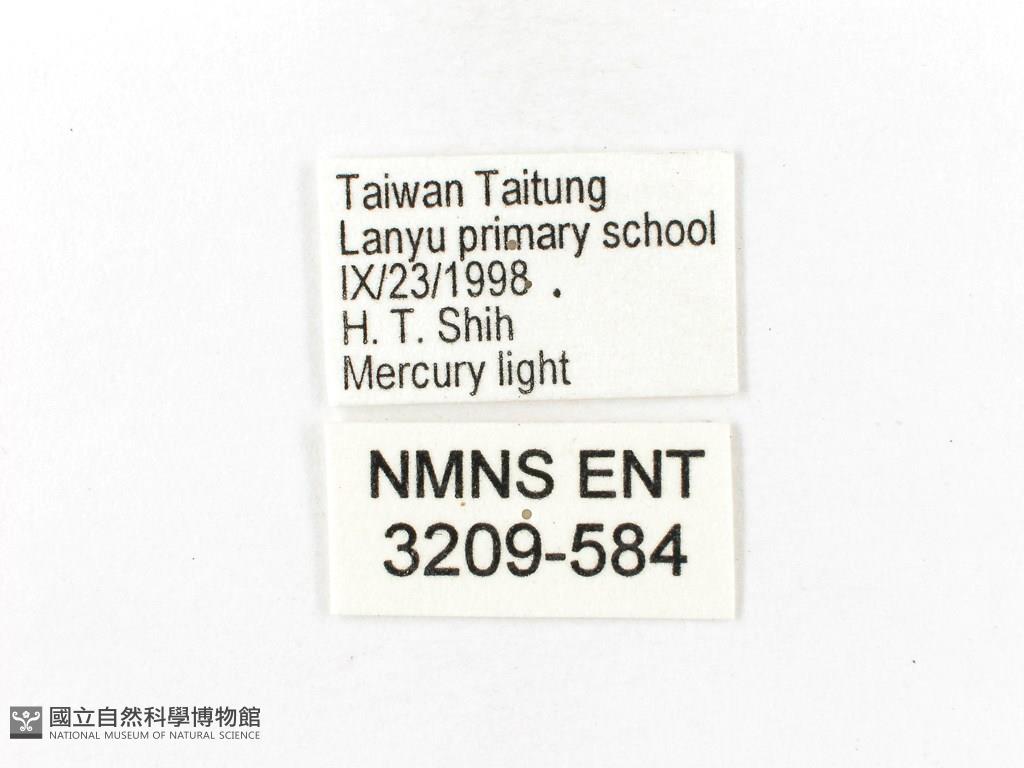 Taiwan Taitung
Lanyu primary school
IX/23/1998 .
H. T. Shih
Mercury light
NMNS ENT
3209-584
國立自然科學博物館
NATIONAL MUSEUM OF NATURAL SCIENCE